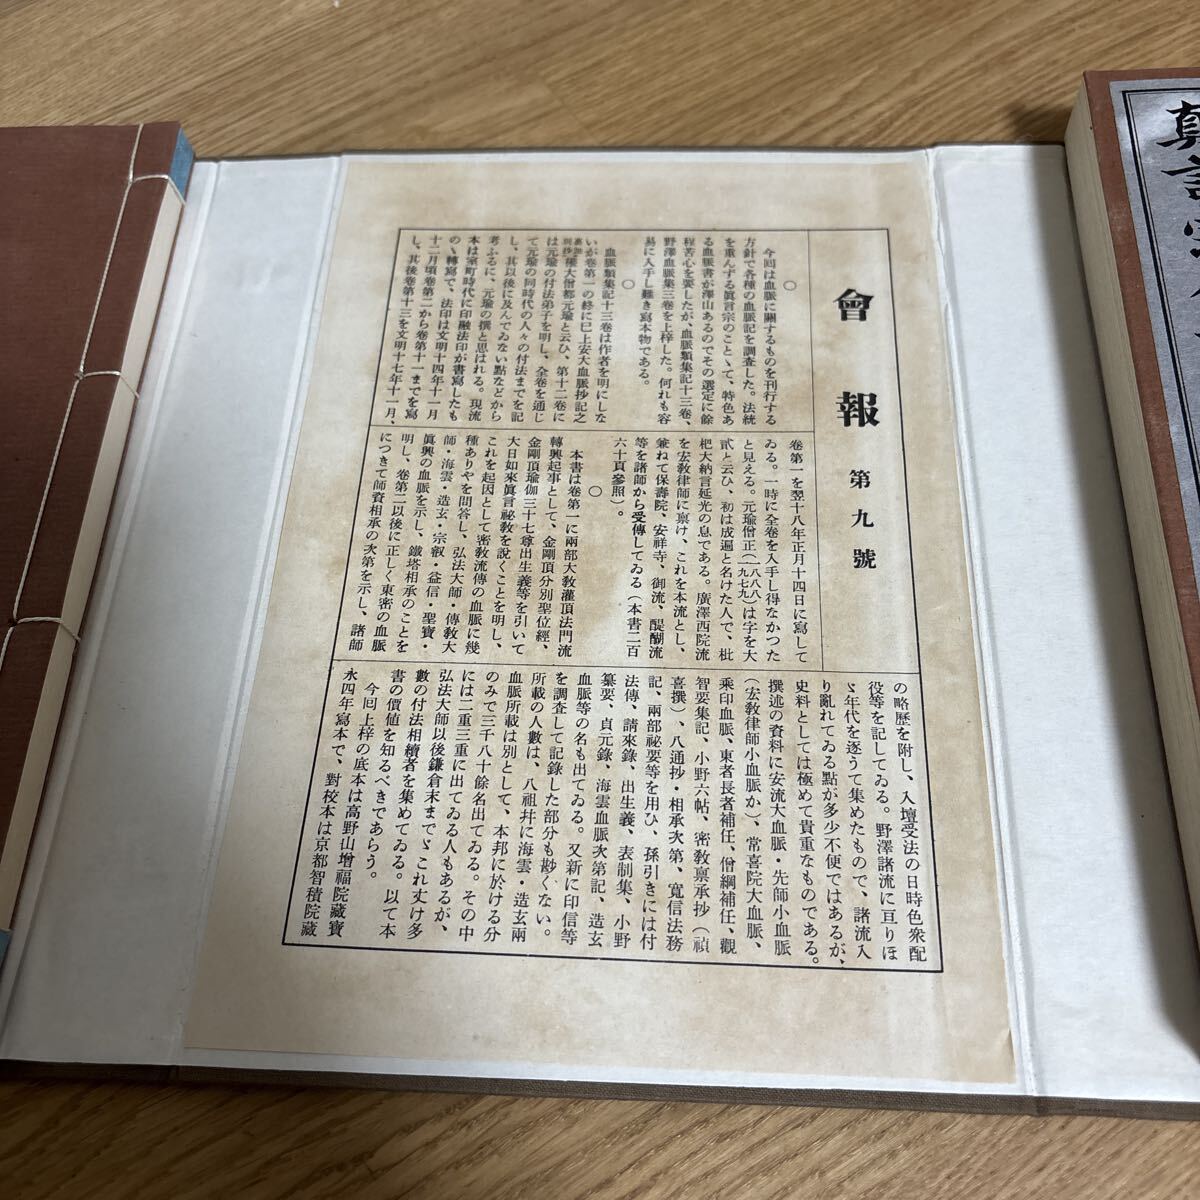 會報 第九號
○
今回は血脈に關するものを刊行する
方針で各種の血脈記を調査した。法統
を重んずる眞言宗のことゝて、特色あ
る血脈書が澤山あるのでその選定に餘
程苦心を要したが、血脈類集記十三卷、
野澤血脈集三卷を上梓した。何れも容
易に入手し難き寫本物である。
○
血脈類集記十三卷は作者を明にしな
いが卷第一の終に已上安大血脈抄記之
權大僧都元瑜と云ひ、第十二卷に
は元瑜の付法弟子を明し、全卷を通じ
て元瑜の同時代の人々の付法までを記
し、其以後に及んでゐない點などから
考ふるに、元瑜の撰と思はれる。現流
本は室町時代に印融法印が書寫したも
のゝ轉寫で、法印は文明十四年十一月
十二月頃卷第二から卷第十一までを寫
し、其後卷第十三を文明十七年十一月、
卷第一を翌十八年正月十四日に寫して
ゐる。一時に全卷を入手し得なかつた
と見える。元瑜僧正(一八八八—一九七九)は字を大
貳と云ひ、初は成遍と名けた人で、枇
杷大納言延光の息である。廣澤西院流
を宏敎律師に禀け、これを本流とし、
兼ねて保壽院、安祥寺、御流、醍醐流
等を諸師から受傳してゐる(本書二百
六十頁參照)。
○
本書は卷第一に兩部大敎灌頂法門流
轉興起事として、金剛頂分別聖位經、
金剛頂瑜伽三十七尊出生義等を引いて
大日如來眞言祕敎を說くことを明し、
これを起因として密敎流傳の血脈に幾
種ありやを問答し、弘法大師・傳敎大
師・海雲・造玄・宗叡・益信・聖寶・
眞興の血脈を示し、鐵塔相承のことを
明し、卷第二以後に正しく東密の血脈
につきて師資相承の次第を示し、諸師
の略歷を附し、入壇受法の日時色衆配
役等を記してゐる。野澤諸流に亙りほ
ゞ年代を逐うて集めたもので、諸流入
り亂れてゐる點が多少不便ではあるが、
史料としては極めて貴重なものである。
撰述の資料に安流大血脈・先師小血脈
(宏敎律師小血脈か)、常喜院大血脈、
乘印血脈、東寺長者補任、僧綱補任、觀
智要集記、小野六帖、密敎禀承抄(禎
喜撰)、八通抄・相承次第、寬信法務
記、兩部祕要等を用ひ、孫引きには付
法傳、請來錄、出生義、表制集、小野
纂要、貞元錄、海雲血脈次第記、造玄
血脈等の名も出てゐる。又新に印信等
を調査して記錄した部分も尠くない。
所載の人數は、八祖幷に海雲・造玄兩
血脈所載は別として、本邦に於ける分
のみで三千八十餘名出てゐる。その中
には二重三重に出てゐる人もあるが、
弘法大師以後鎌倉末までゞこれ丈け多
數の付法相續者を集めてゐる。以て本
書の價値を知るべきであらう。
今回上梓の底本は高野山增福院藏寶
永四年寫本で、對校本は京都智積院藏